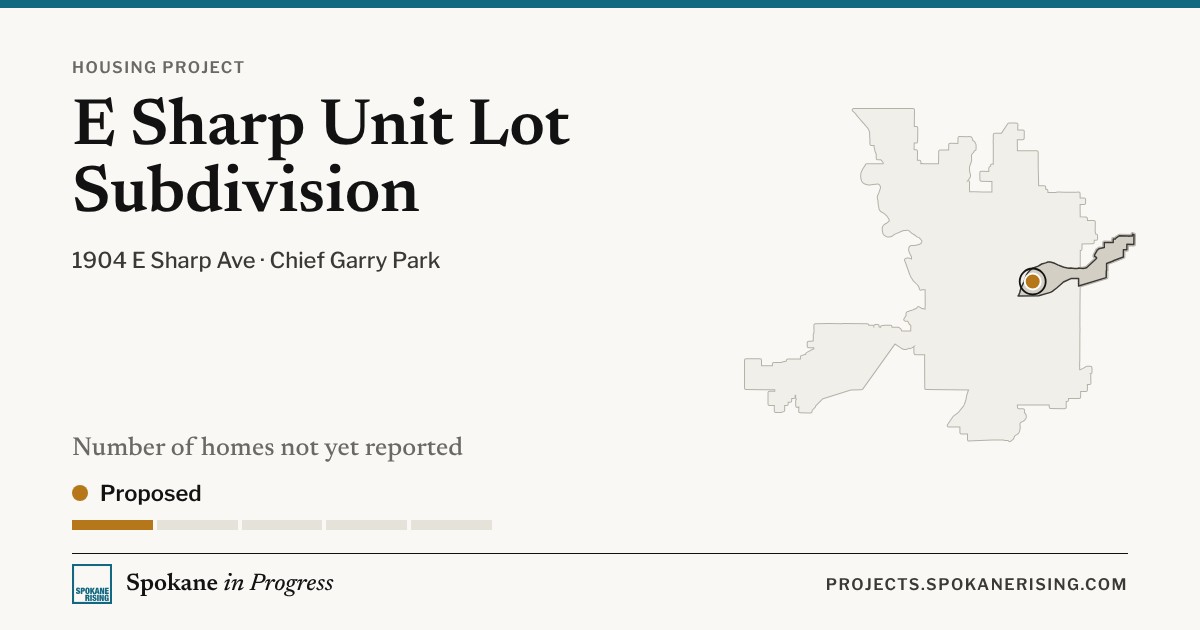 HOUSING PROJECT
E Sharp Unit Lot
Subdivision
1904 E Sharp Ave · Chief Garry Park
Number of homes not yet reported
Proposed
SPOKANE
RISING
Spokane in Progress
PROJECTS.SPOKANERISING.COM